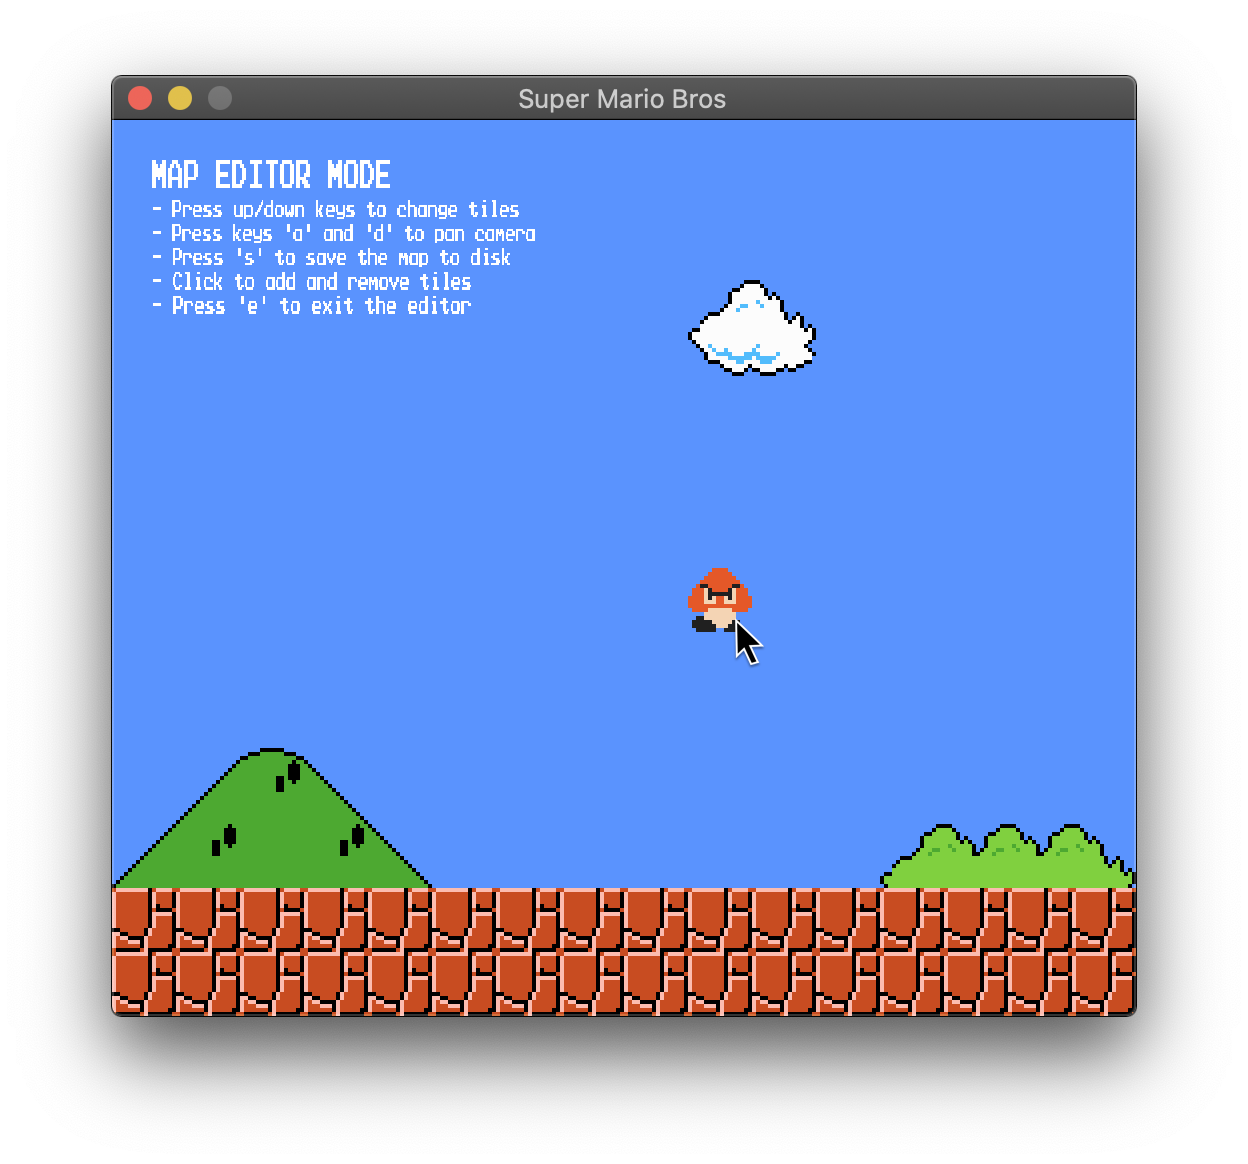 Super Mario Bros
MAP EDITOR MODE
- Press up/down keys to change tiles
- Press keys 'a' and 'd' to pan camera
- Press 's' to save the map to disk
- Click to add and remove tiles
- Press 'e' to exit the editor